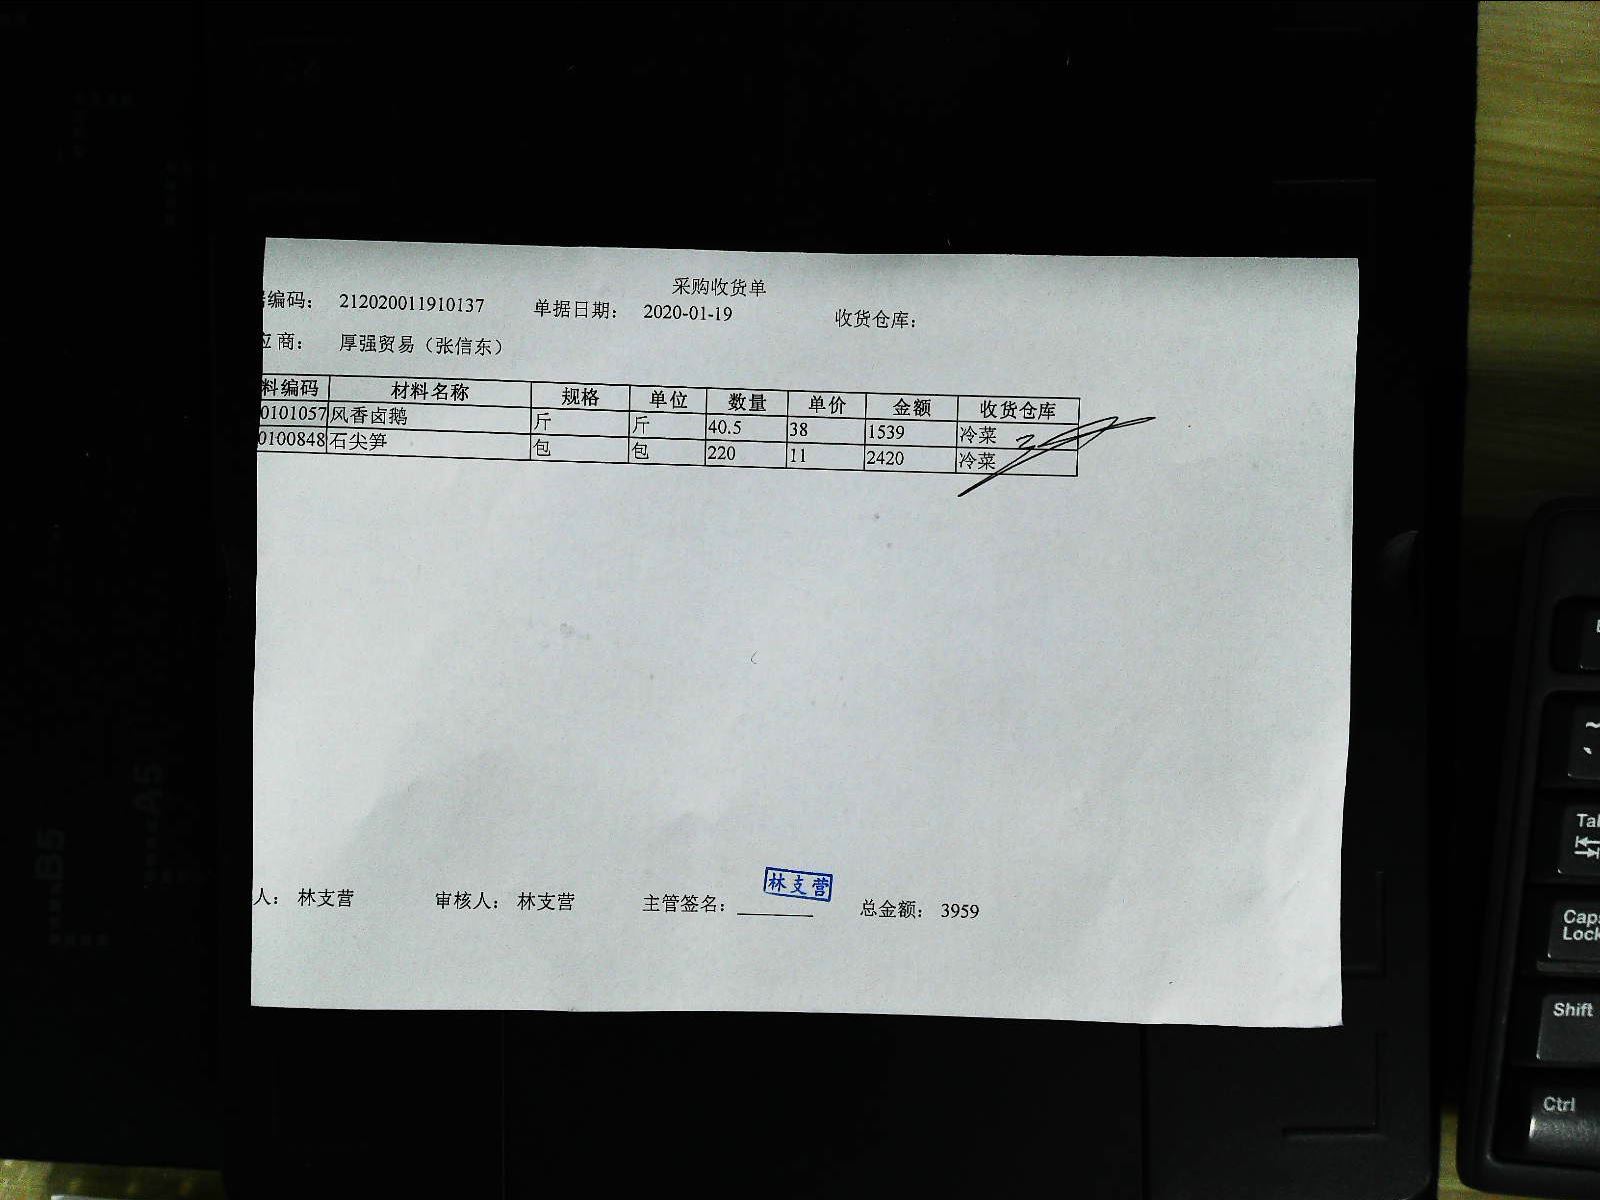 采购收货单
编码： 212020011910137 单据日期： 2020-01-19 收货仓库：
应商： 厚强贸易（张信东）
料编码 材料名称 规格 单位 数量 单价 金额 收货仓库
0101057 风香卤鹅 斤 斤 40.5 38 1539 冷菜
0100848 石尖笋 包 包 220 11 2420 冷菜
林支营
人： 林支营 审核人： 林支营 主管签名： 总金额： 3959
B5
A5
Caps
Lock
Shift
Ctrl